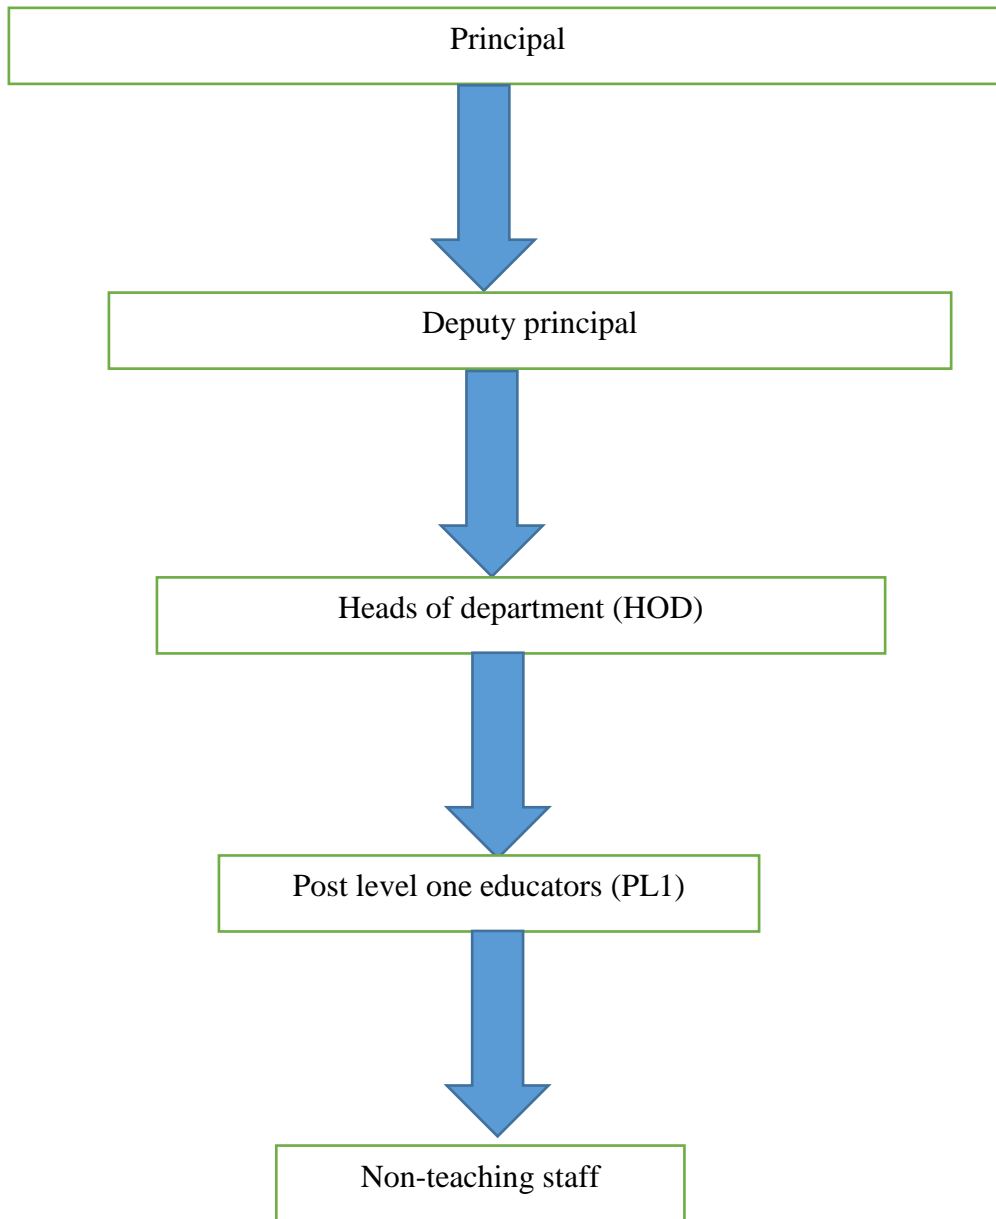 Principal
Deputy principal
Heads of department (HOD)
Post level one educators (PL1)
Non-teaching staff